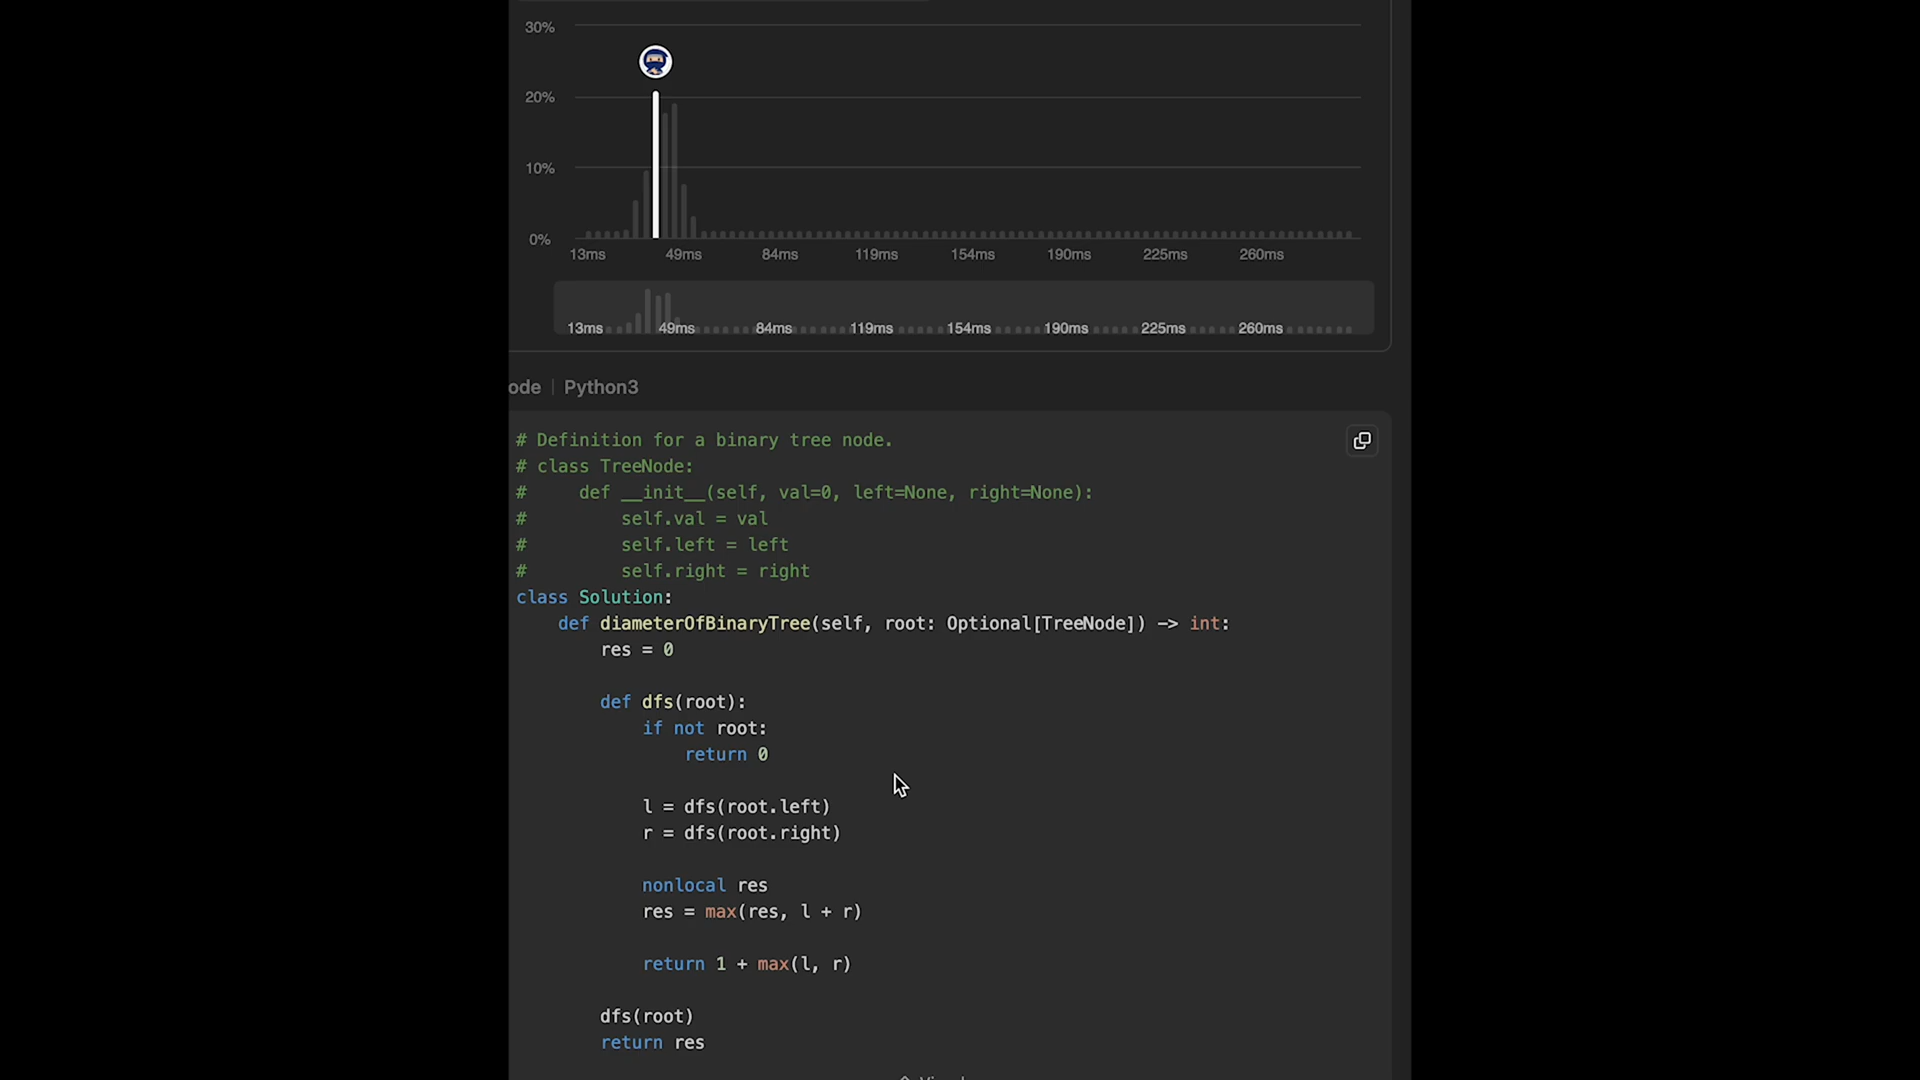 30%
20%
10%
0%
13ms 49ms 84ms 119ms 154ms 190ms 225ms 260ms
13ms 49ms 84ms 119ms 154ms 190ms 225ms 260ms
ode | Python3
# Definition for a binary tree node.
# class TreeNode:
#     def __init__(self, val=0, left=None, right=None):
#         self.val = val
#         self.left = left
#         self.right = right
class Solution:
    def diameterOfBinaryTree(self, root: Optional[TreeNode]) -> int:
        res = 0
        def dfs(root):
            if not root:
                return 0
            l = dfs(root.left)
            r = dfs(root.right)
            nonlocal res
            res = max(res, l + r)
            return 1 + max(l, r)
        dfs(root)
        return res